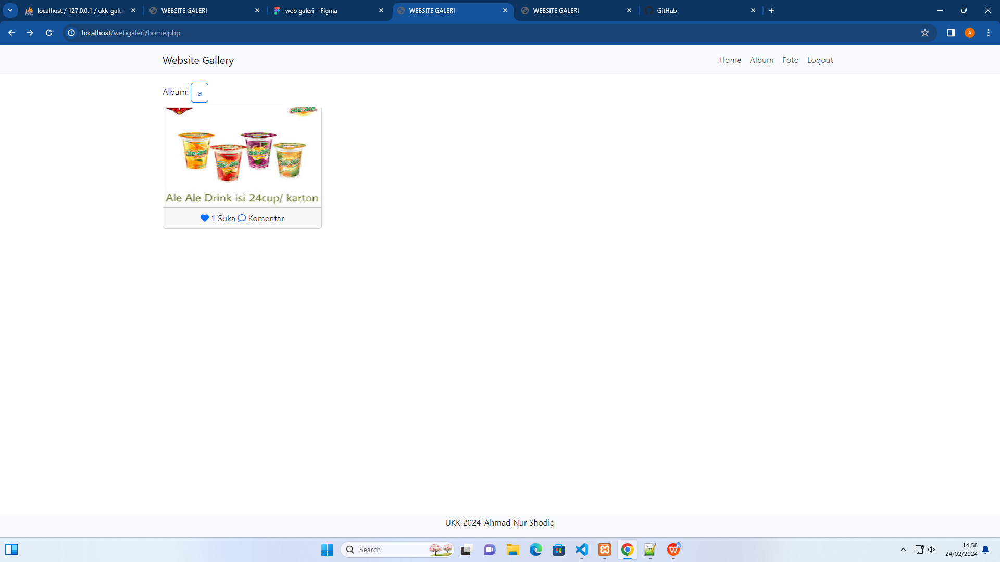 localhost / 127.0.0.1 / ukk_galer
WEBSITE GALERI
web galeri – Figma
WEBSITE GALERI
WEBSITE GALERI
GitHub
localhost/webgaleri/home.php
A
Website Gallery
Home
Album
Foto
Logout
Album: a
ale-ale
ale-ale
ale-ale
ale-ale
ale-ale
Ale Ale Drink isi 24cup/ karton
1 Suka Komentar
UKK 2024-Ahmad Nur Shodiq
Search
14:58
24/02/2024